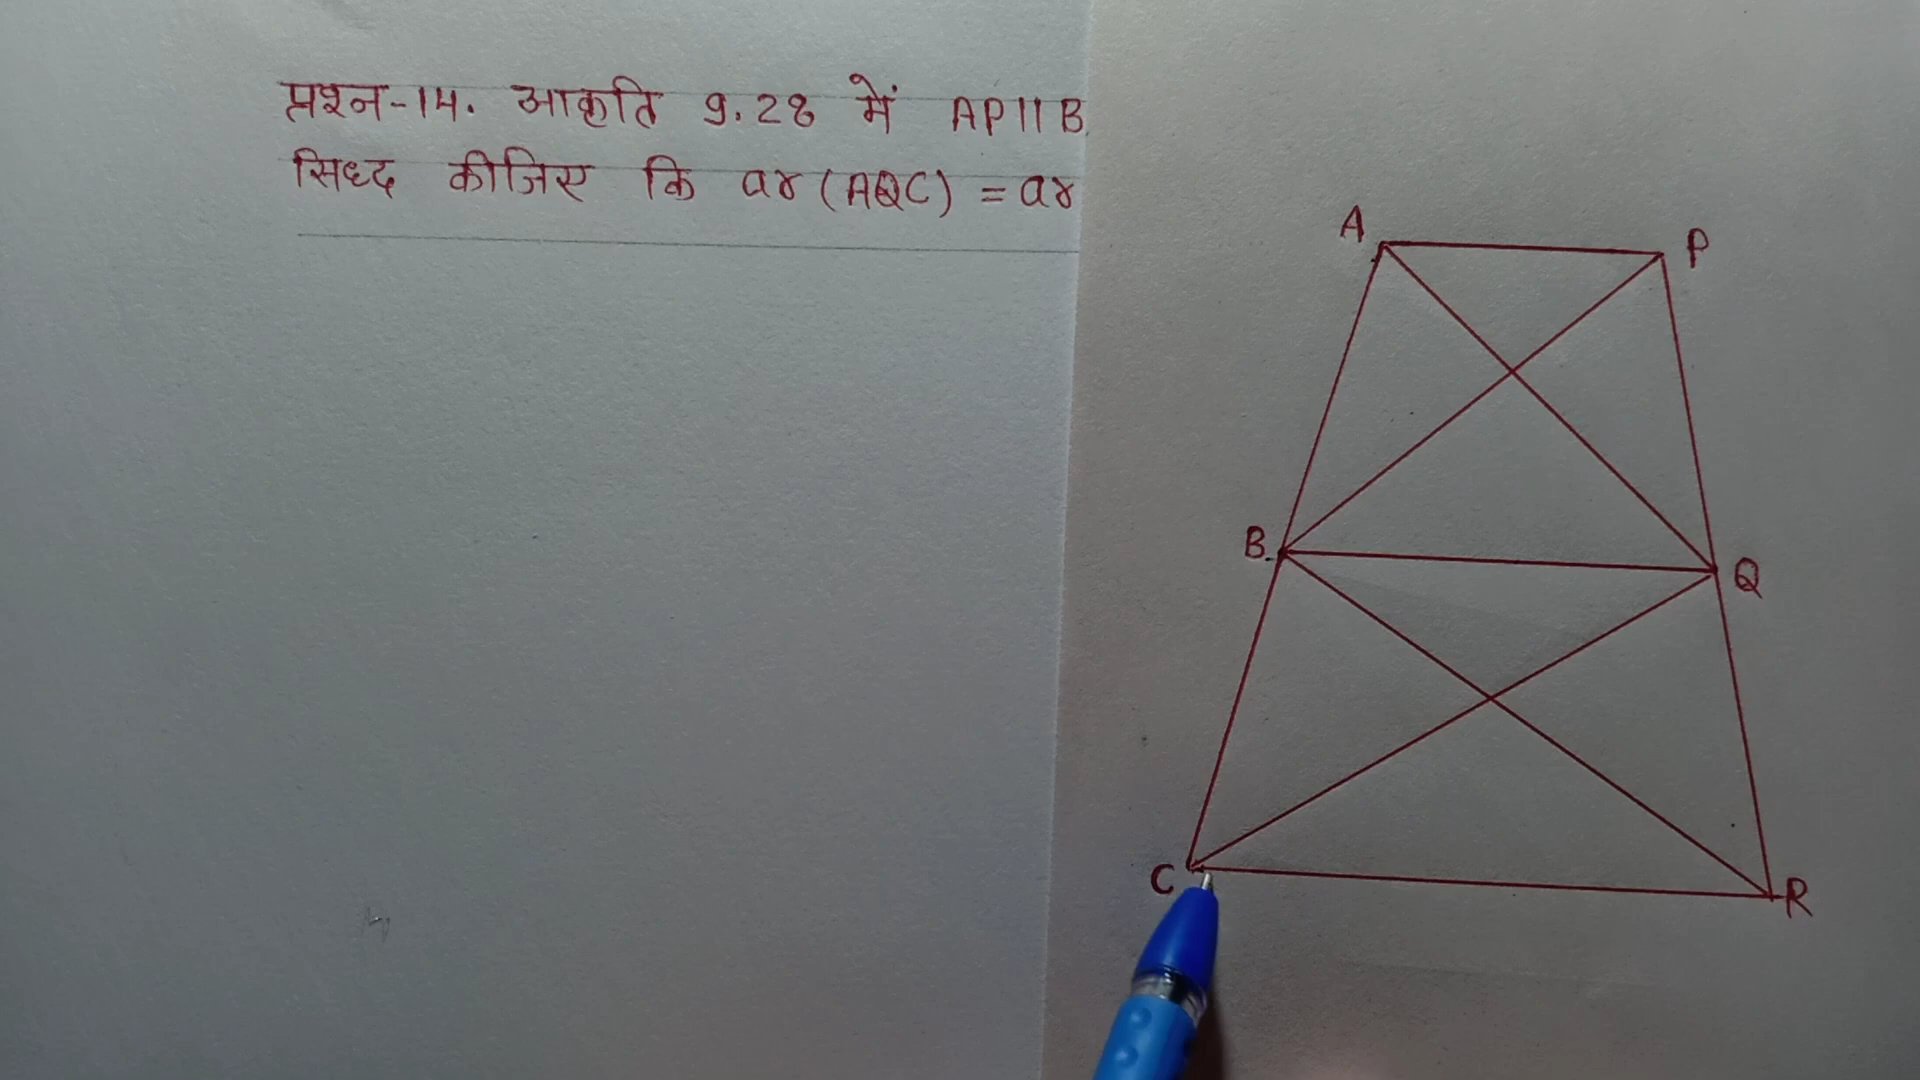 प्रश्न-14. आकृति 9.28 में AP||B
सिध्द कीजिए कि ar (AQC) = ar
A
P
B
Q
C
R